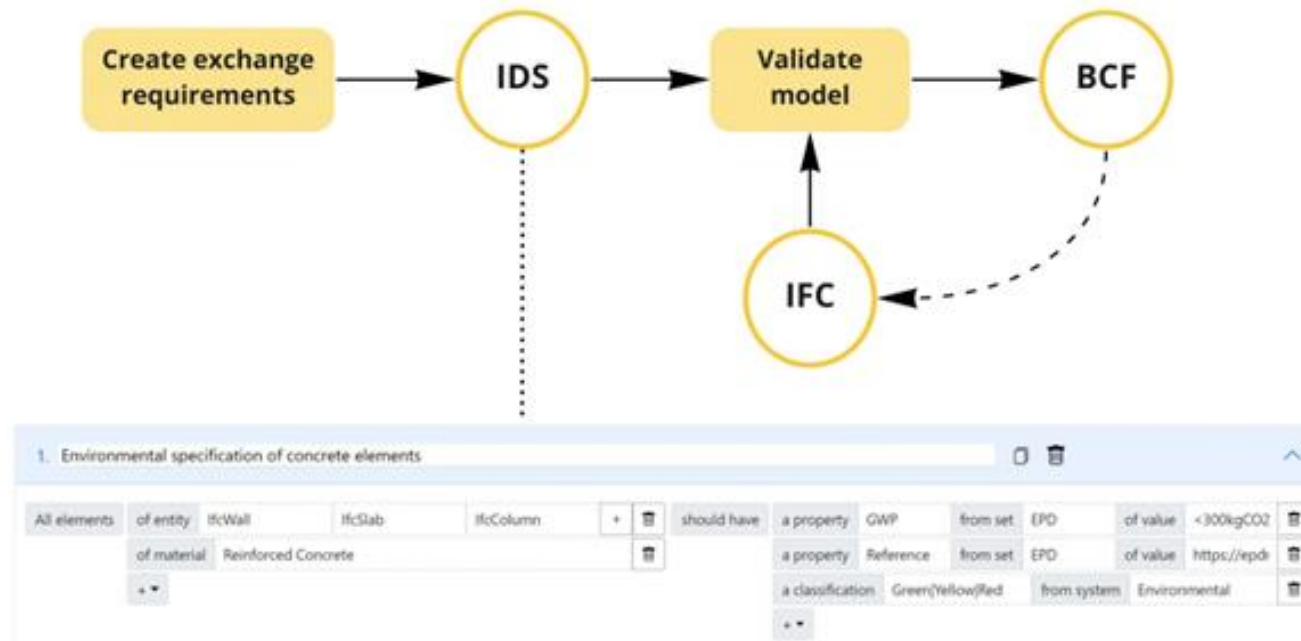 Create exchange
requirements
IDS
Validate
model
BCF
IFC
1. Environmental specification of concrete elements
All elements of entity IfcWall IfcSlab IfcColumn + should have a property GWP from set EPD of value <300kgCO2
of material Reinforced Concrete a property Reference from set EPD of value
+ a classification Green|Yellow|Red from system Environmental
+